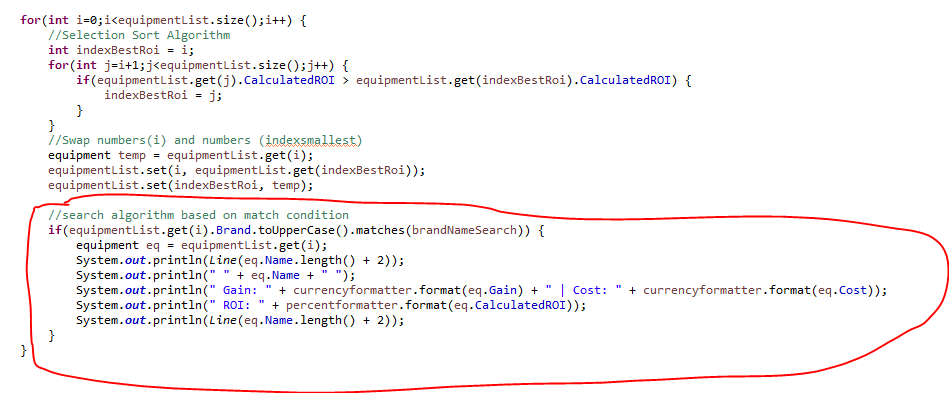 for(int i=0;i<equipmentList.size();i++) {
//Selection Sort Algorithm
int indexBestRoi = i;
for(int j=i+1;j<equipmentList.size();j++) {
if(equipmentList.get(j).CalculatedROI > equipmentList.get(indexBestRoi).CalculatedROI) {
indexBestRoi = j;
}
}
//Swap numbers(i) and numbers (indexsmallest)
equipment temp = equipmentList.get(i);
equipmentList.set(i, equipmentList.get(indexBestRoi));
equipmentList.set(indexBestRoi, temp);
//search algorithm based on match condition
if(equipmentList.get(i).Brand.toUpperCase().matches(brandNameSearch)) {
equipment eq = equipmentList.get(i);
System.out.println(Line(eq.Name.length() + 2));
System.out.println(" " + eq.Name + " ");
System.out.println(" Gain: " + currencyformatter.format(eq.Gain) + " | Cost: " + currencyformatter.format(eq.Cost));
System.out.println(" ROI: " + percentformatter.format(eq.CalculatedROI));
System.out.println(Line(eq.Name.length() + 2));
}
}